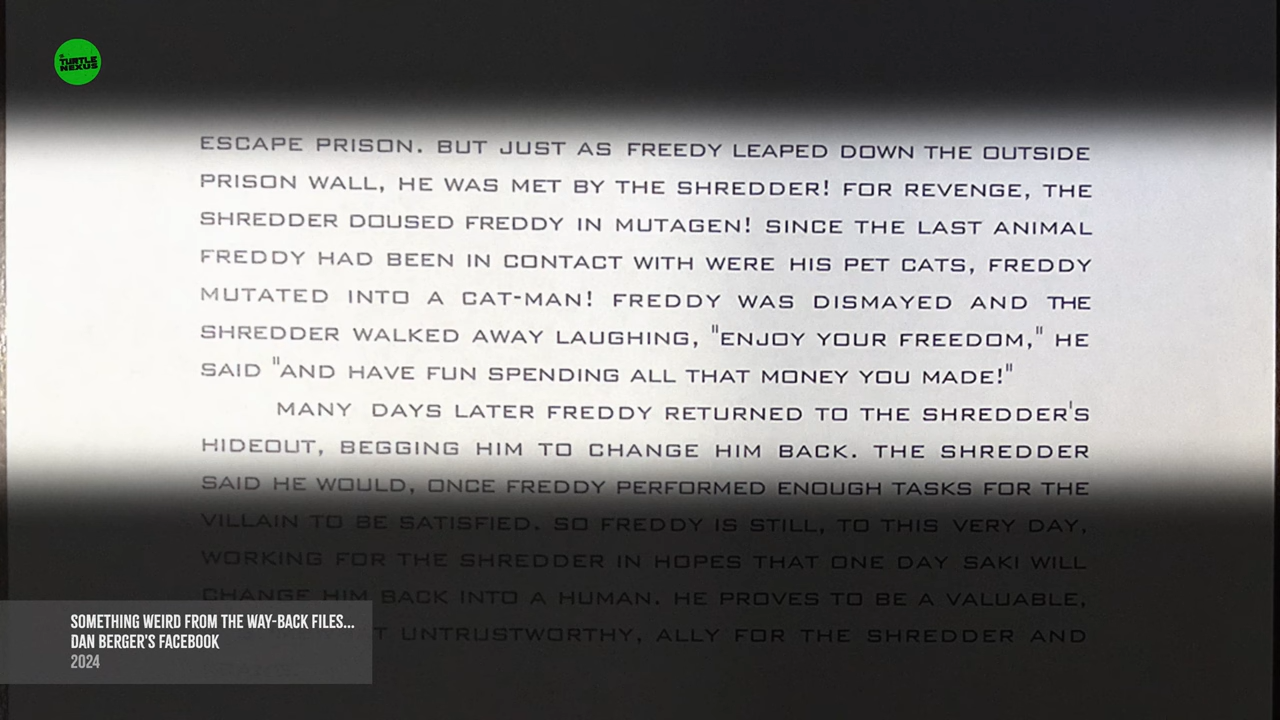 THE
TURTLE
NEXUS
ESCAPE PRISON. BUT JUST AS FREEDY LEAPED DOWN THE OUTSIDE
PRISON WALL, HE WAS MET BY THE SHREDDER! FOR REVENGE, THE
SHREDDER DOUSED FREDDY IN MUTAGEN! SINCE THE LAST ANIMAL
FREDDY HAD BEEN IN CONTACT WITH WERE HIS PET CATS, FREDDY
MUTATED INTO A CAT-MAN! FREDDY WAS DISMAYED AND THE
SHREDDER WALKED AWAY LAUGHING, "ENJOY YOUR FREEDOM," HE
SAID "AND HAVE FUN SPENDING ALL THAT MONEY YOU MADE!"
MANY DAYS LATER FREDDY RETURNED TO THE SHREDDER'S
HIDEOUT, BEGGING HIM TO CHANGE HIM BACK. THE SHREDDER
SAID HE WOULD, ONCE FREDDY PERFORMED ENOUGH TASKS FOR THE
VILLAIN TO BE SATISFIED. SO FREDDY IS STILL, TO THIS VERY DAY,
WORKING FOR THE SHREDDER IN HOPES THAT ONE DAY SAKI WILL
CHANGE HIM BACK INTO A HUMAN. HE PROVES TO BE A VALUABLE,
UNTRUSTWORTHY, ALLY FOR THE SHREDDER AND
SOMETHING WEIRD FROM THE WAY-BACK FILES...
DAN BERGER'S FACEBOOK
2024